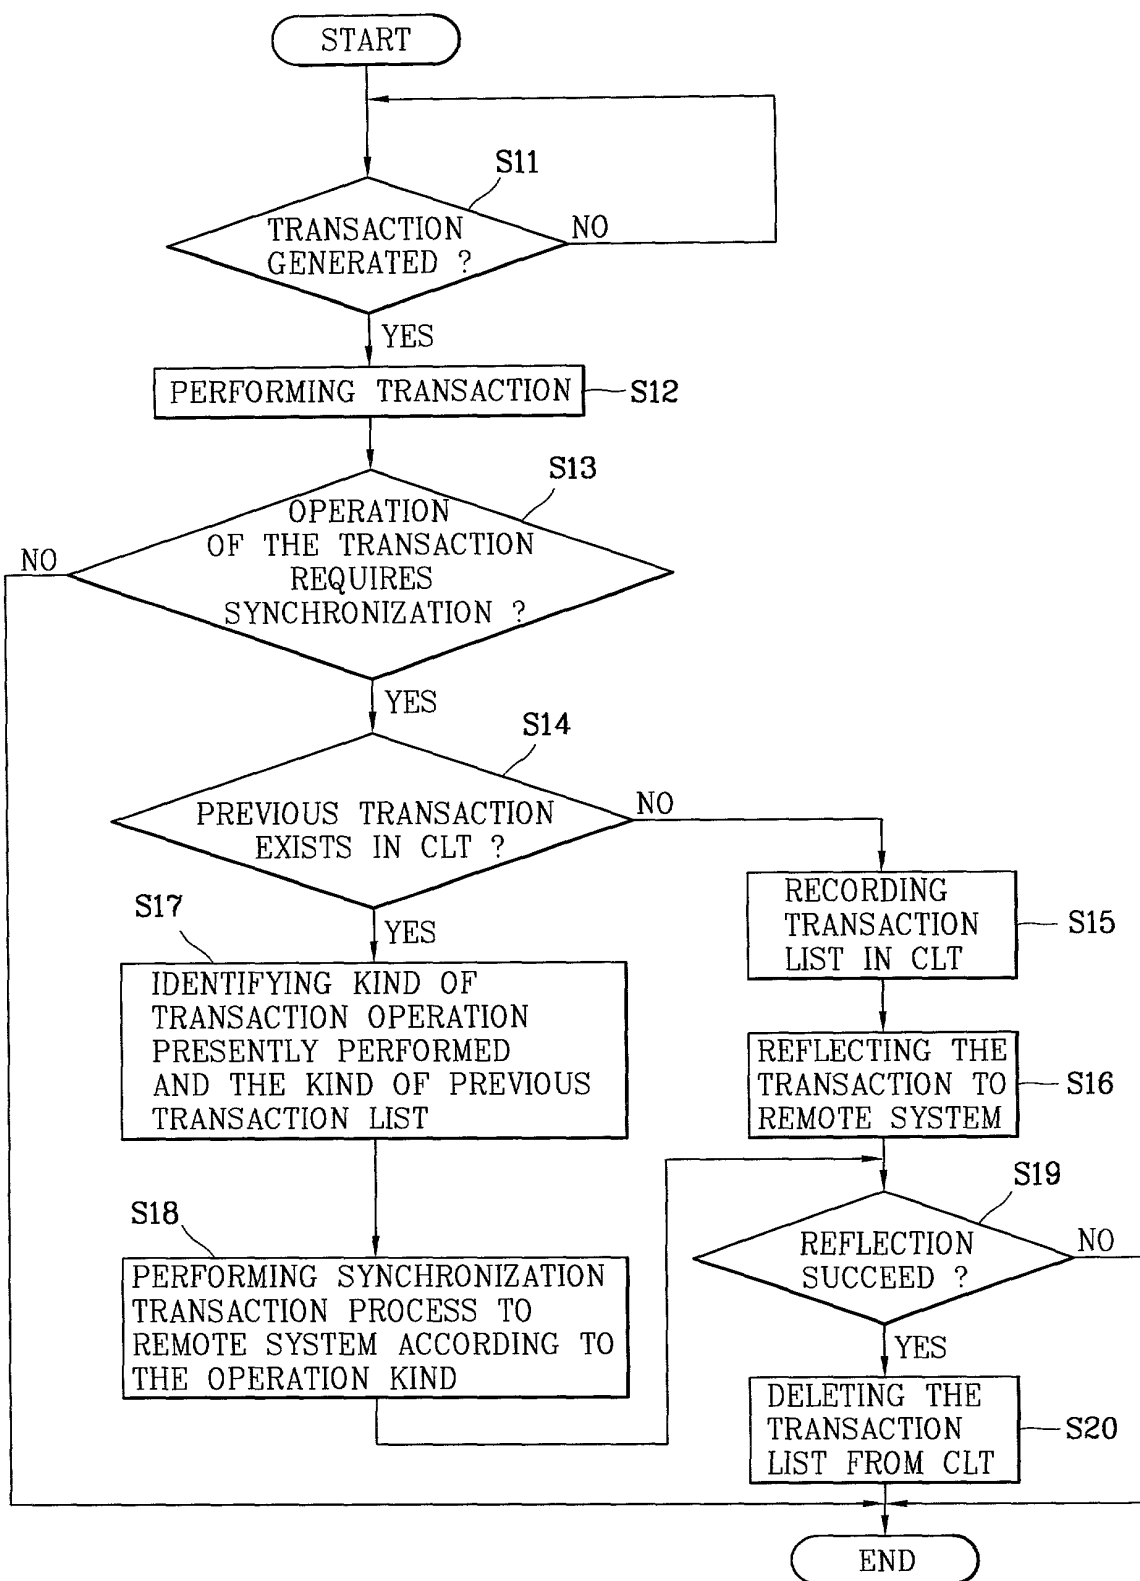 START
S11
TRANSACTION
GENERATED ?
NO
YES
PERFORMING TRANSACTION
S12
S13
OPERATION
OF THE TRANSACTION
REQUIRES
SYNCHRONIZATION ?
NO
YES
S14
PREVIOUS TRANSACTION
EXISTS IN CLT ?
NO
YES
RECORDING
TRANSACTION
LIST IN CLT
S15
S17
IDENTIFYING KIND OF
TRANSACTION OPERATION
PRESENTLY PERFORMED
AND THE KIND OF PREVIOUS
TRANSACTION LIST
REFLECTING THE
TRANSACTION TO
REMOTE SYSTEM
S16
S18
PERFORMING SYNCHRONIZATION
TRANSACTION PROCESS TO
REMOTE SYSTEM ACCORDING TO
THE OPERATION KIND
S19
REFLECTION
SUCCEED ?
NO
YES
DELETING THE
TRANSACTION
LIST FROM CLT
S20
END